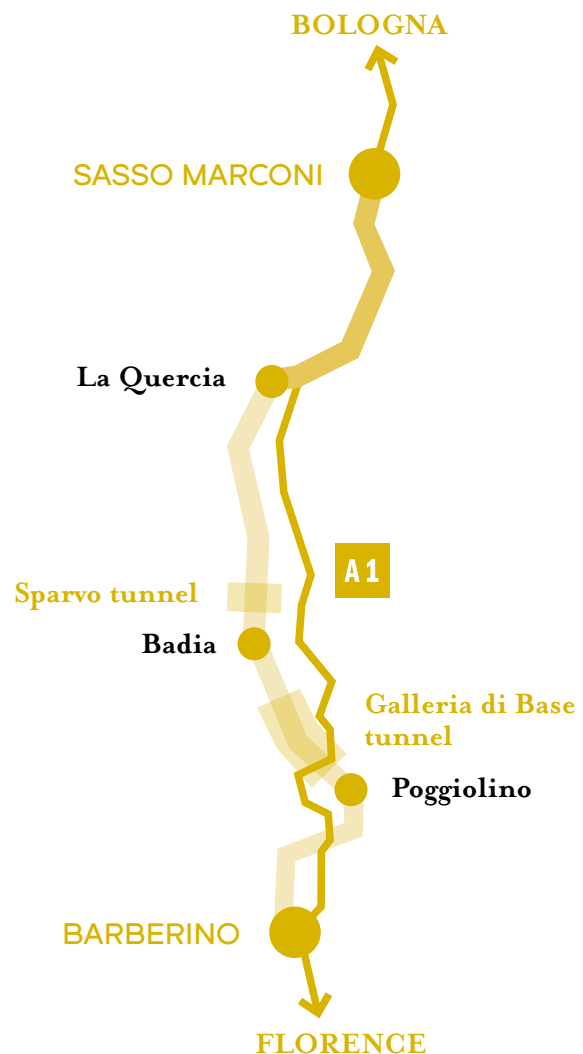 BOLOGNA
SASSO MARCONI
La Quercia
A1
Sparvo tunnel
Badia
Galleria di Base
tunnel
Poggiolino
BARBERINO
FLORENCE